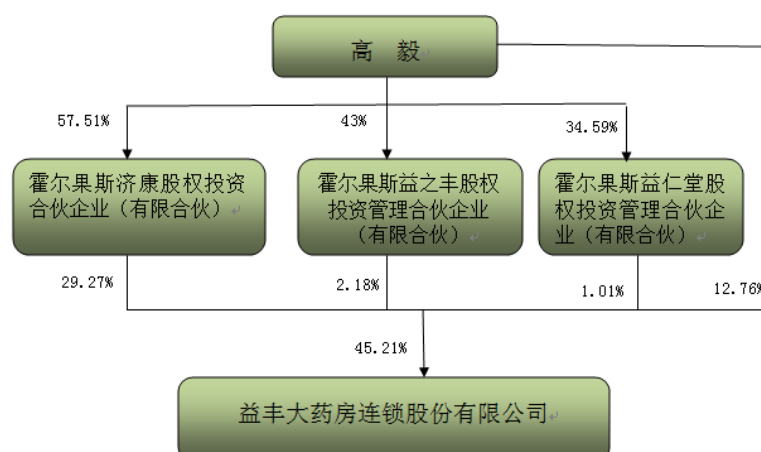 高 毅
57.51%
43%
34.59%
霍尔果斯济康股权投资
合伙企业（有限合伙）
霍尔果斯益之丰股权
投资管理合伙企业
（有限合伙）
霍尔果斯益仁堂股
权投资管理合伙企
业（有限合伙）
29.27%
2.18%
1.01%
12.76%
45.21%
益丰大药房连锁股份有限公司